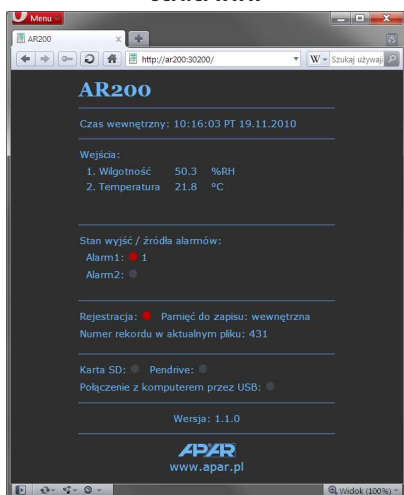 Menu
AR200
http://ar200:30200/
Szukaj używaj
AR200
Czas wewnętrzny: 10:16:03 PT 19.11.2010
Wejścia:
1. Wilgotność 50.3 %RH
2. Temperatura 21.8 °C
Stan wyjść / źródła alarmów:
Alarm1: 1
Alarm2:
Rejestracja: Pamięć do zapisu: wewnętrzna
Numer rekordu w aktualnym pliku: 431
Karta SD: Pendrive:
Połączenie z komputerem przez USB:
Wersja: 1.1.0
APAR
www.apar.pl
Widok (100%)